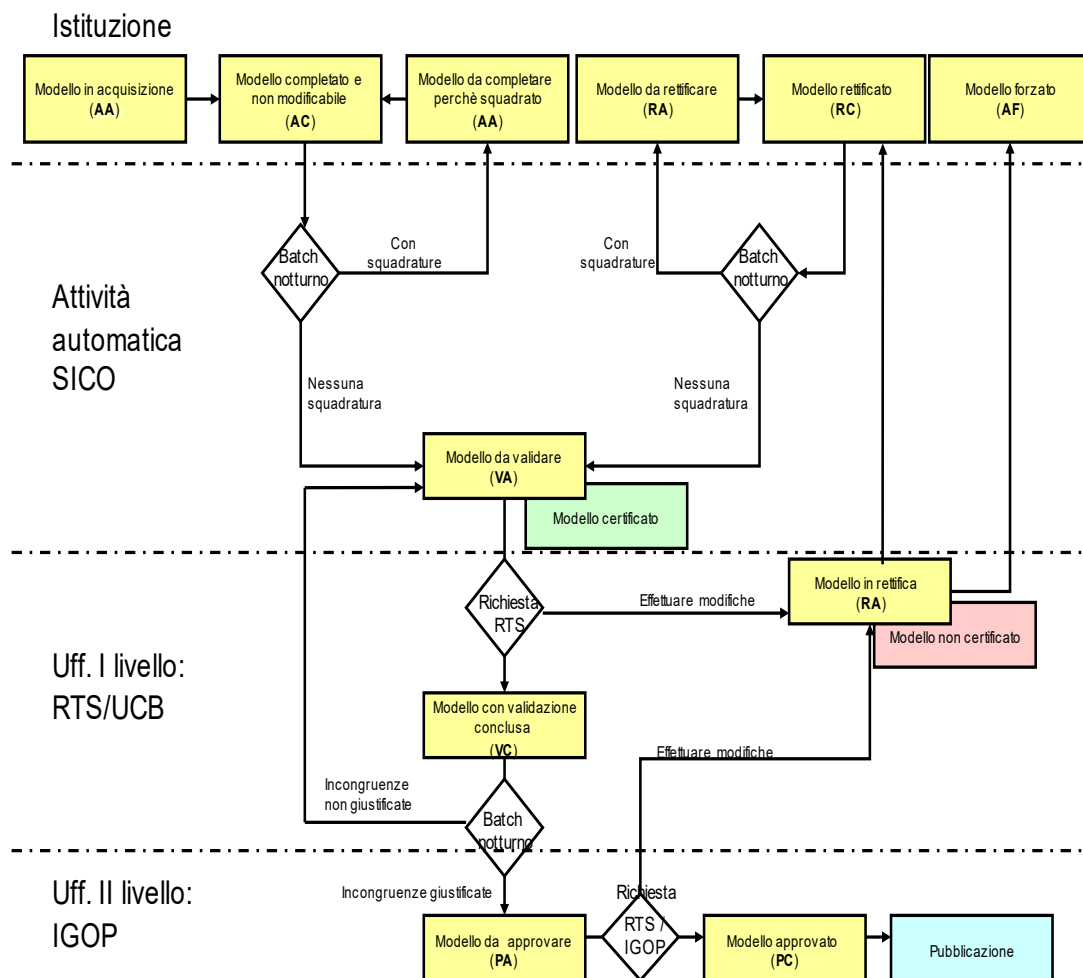 Istituzione
Modello in acquisizione
(AA)
Modello completato e
non modificabile
(AC)
Modello da completare
perchè squadrato
(AA)
Modello da rettificare
(RA)
Modello rettificato
(RC)
Modello forzato
(AF)
Attività
automatica
SICO
Batch
notturno
Con
squadrature
Con
squadrature
Batch
notturno
Nessuna
squadratura
Nessuna
squadratura
Modello da validare
(VA)
Modello certificato
Uff. I livello:
RTS/UCB
Richiesta
RTS
Effettuare modifiche
Modello in rettifica
(RA)
Modello non certificato
Modello con validazione
conclusa
(VC)
Effettuare modifiche
Incongruenze
non giustificate
Batch
notturno
Uff. II livello:
IGOP
Incongruenze giustificate
Modello da approvare
(PA)
Richiesta
RTS /
IGOP
Modello approvato
(PC)
Pubblicazione